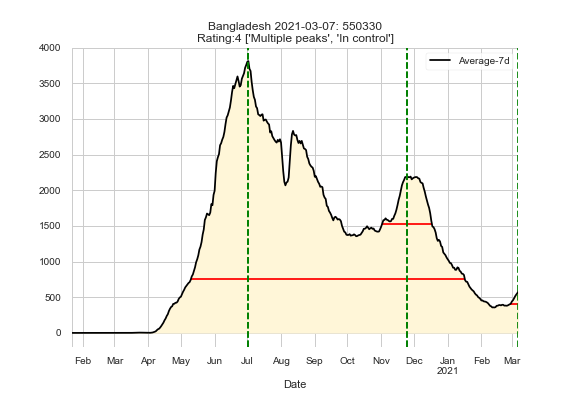 Bangladesh 2021-03-07: 550330
Rating:4 ['Multiple peaks', 'In control']
Average-7d
4000
3500
3000
2500
2000
1500
1000
500
0
Feb Mar Apr May Jun Jul Aug Sep Oct Nov Dec Jan Feb Mar
2021
Date